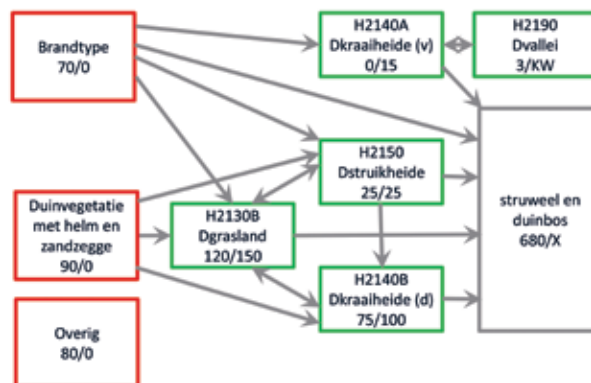 Brandtype
70/0
H2140A
Dkraaiheide (v)
0/15
H2190
Dvallei
3/KW
Duinvegetatie
met helm en
zandzegge
90/0
H2130B
Dgrasland
120/150
H2150
Dstruikheide
25/25
H2140B
Dkraaiheide (d)
75/100
struweel en
duinbos
680/X
Overig
80/0